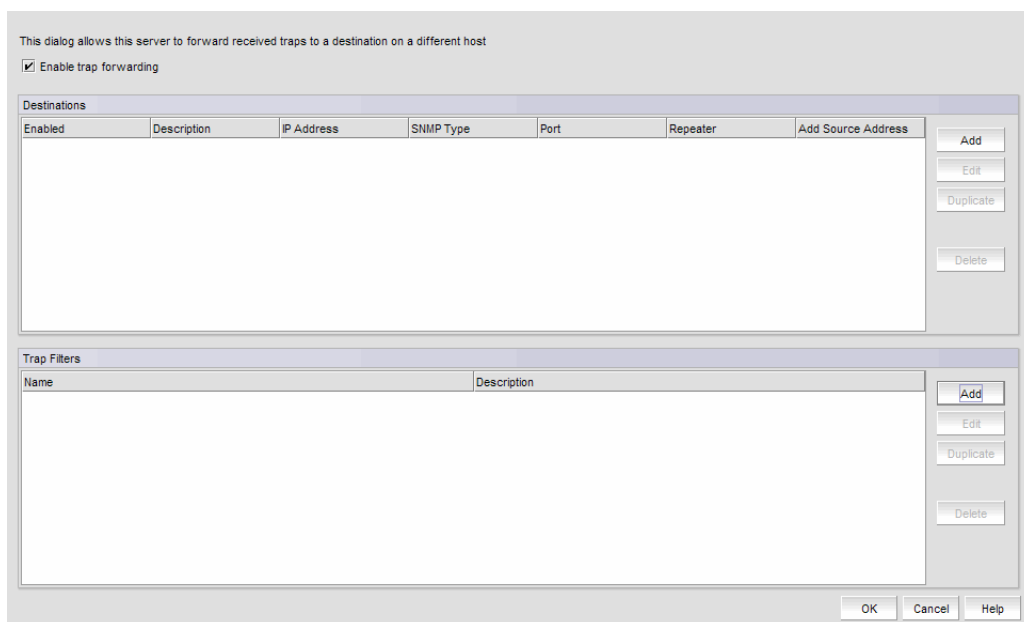 This dialog allows this server to forward received traps to a destination on a different host
Enable trap forwarding
Destinations
Enabled Description IP Address SNMP Type Port Repeater Add Source Address
Add
Edit
Duplicate
Delete
Trap Filters
Name Description
Add
Edit
Duplicate
Delete
OK Cancel Help